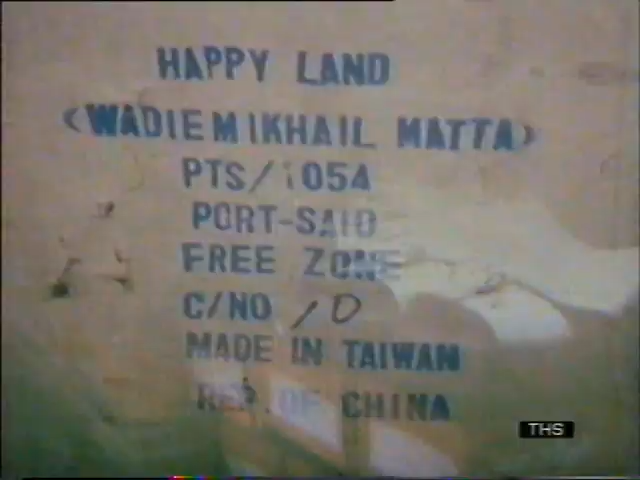 HAPPY LAND
<WADIE MIKHAIL MATTA>
PTS/1054
PORT-SAID
FREE ZONE
C/NO 10
MADE IN TAIWAN
REP. OF CHINA
THS